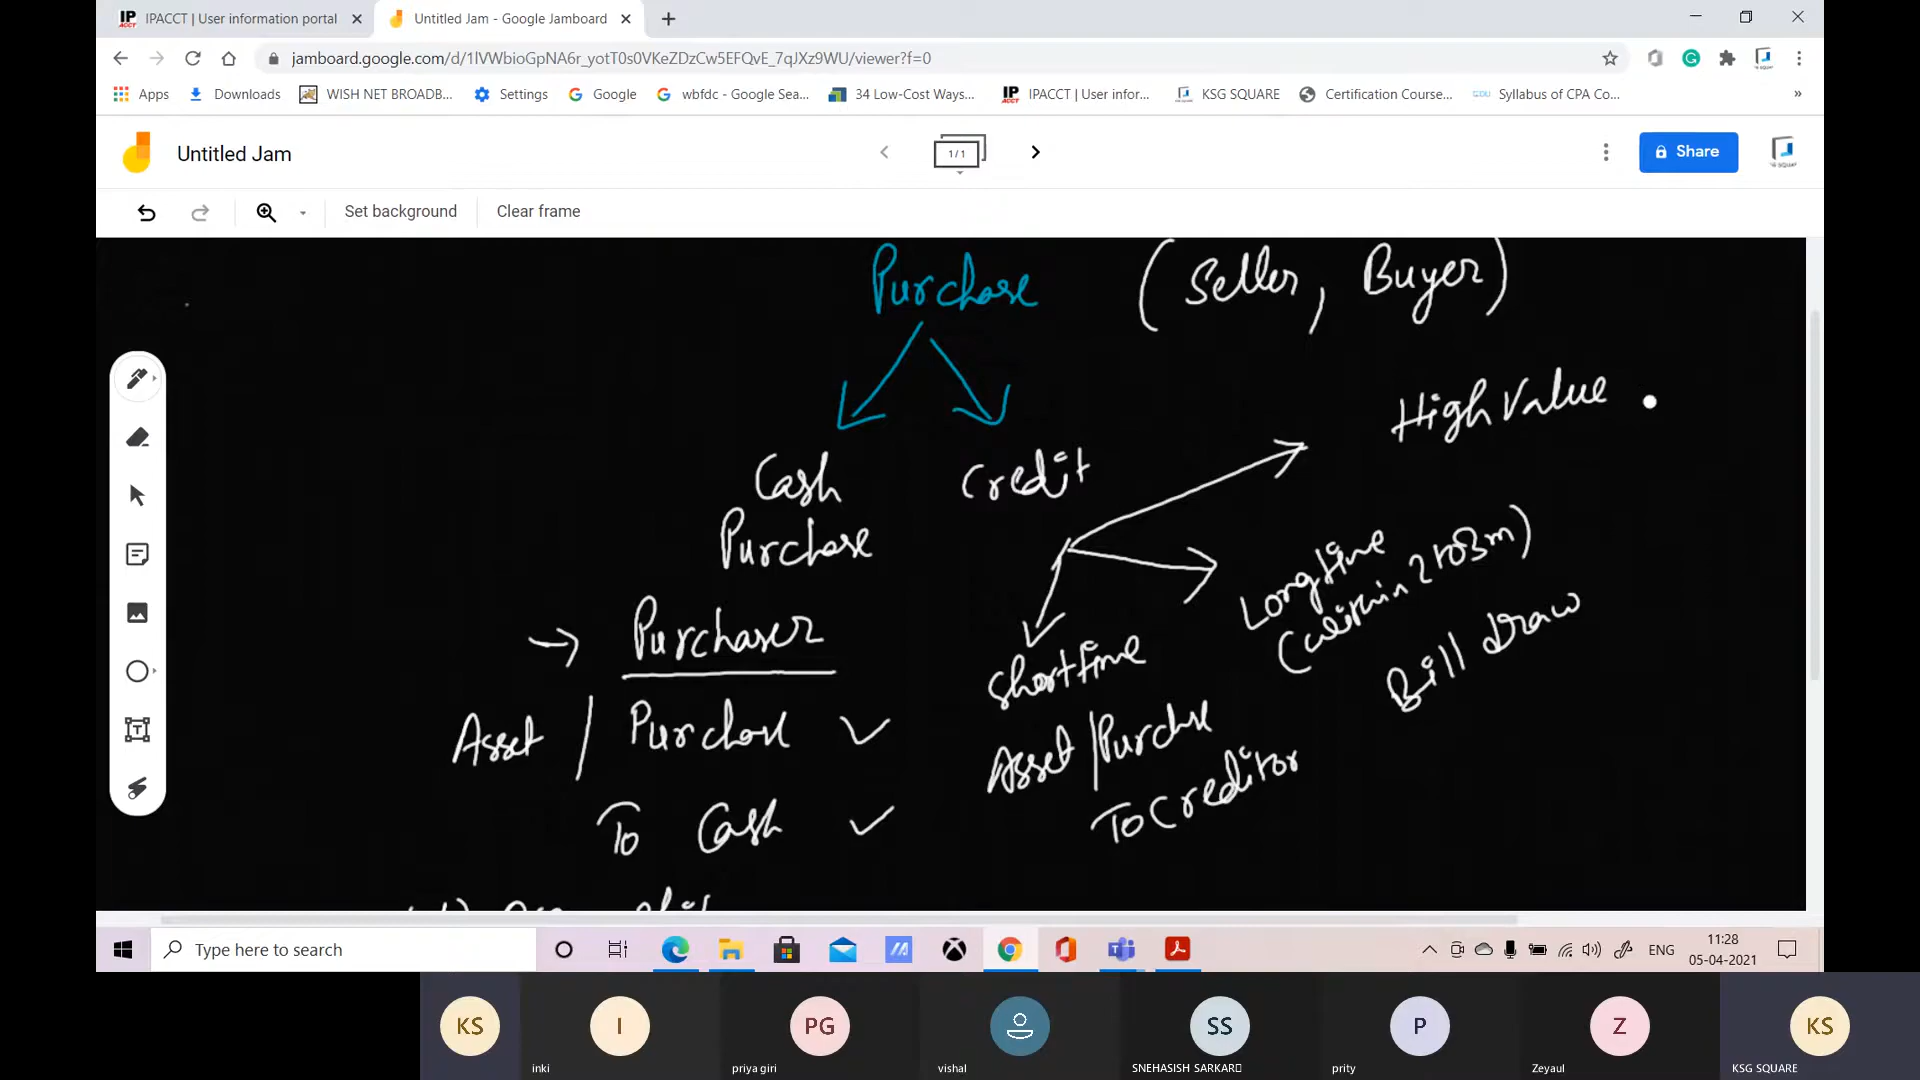 IPACCT | User information portal
Untitled Jam - Google Jamboard
jamboard.google.com/d/1lVWbioGpNA6r_yotT0s0VKeZDzCw5EFQvE_7qJXz9WU/viewer?f=0
Apps
Downloads
WISH NET BROADB...
Settings
Google
wbfdc - Google Sea...
34 Low-Cost Ways...
IPACCT | User infor...
KSG SQUARE
Certification Course...
Syllabus of CPA Co...
»
Untitled Jam
1/1
Share
Set background
Clear frame
Purchase
(Seller, Buyer)
High Value
Cash
Purchase
Credit
Long time
(within 2 to 3 m)
Bill draw
→ Purchaser
Short time
Asset / Purchase ✓
Asset / Purchase
To Cash ✓
To Creditor
Type here to search
ENG
11:28
05-04-2021
KS
I
PG
SS
P
Z
KS
inki
priya giri
vishal
SNEHASISH SARKAR
prity
Zeyaul
KSG SQUARE